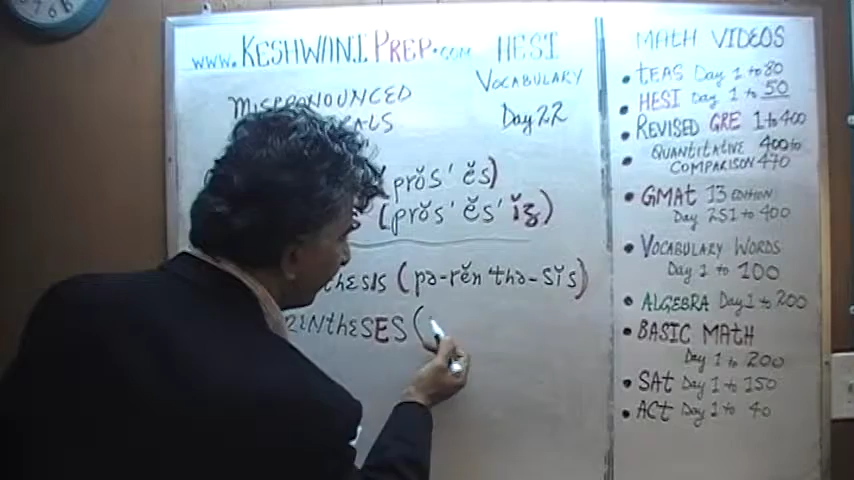 www.KESHWANIPREP.com HESI
VOCABULARY
Day 22
MISPRONOUNCED
(prŏs' ĕs)
(prŏs' ĕs' ĭz)
(pə-rĕn'thə-sĭs)
(
MATH VIDEOS
• TEAS Day 1 to 80
• HESI Day 1 to 50
• REVISED GRE 1 to 400
• QUANTITATIVE 400 to
COMPARISON 470
• GMAT 13 EDITION
Day 251 to 400
• VOCABULARY WORDS
Day 1 to 100
• ALGEBRA Day 1 to 200
• BASIC MATH
Day 1 to 200
• SAT Day 1 to 150
• ACT Day 1 to 40